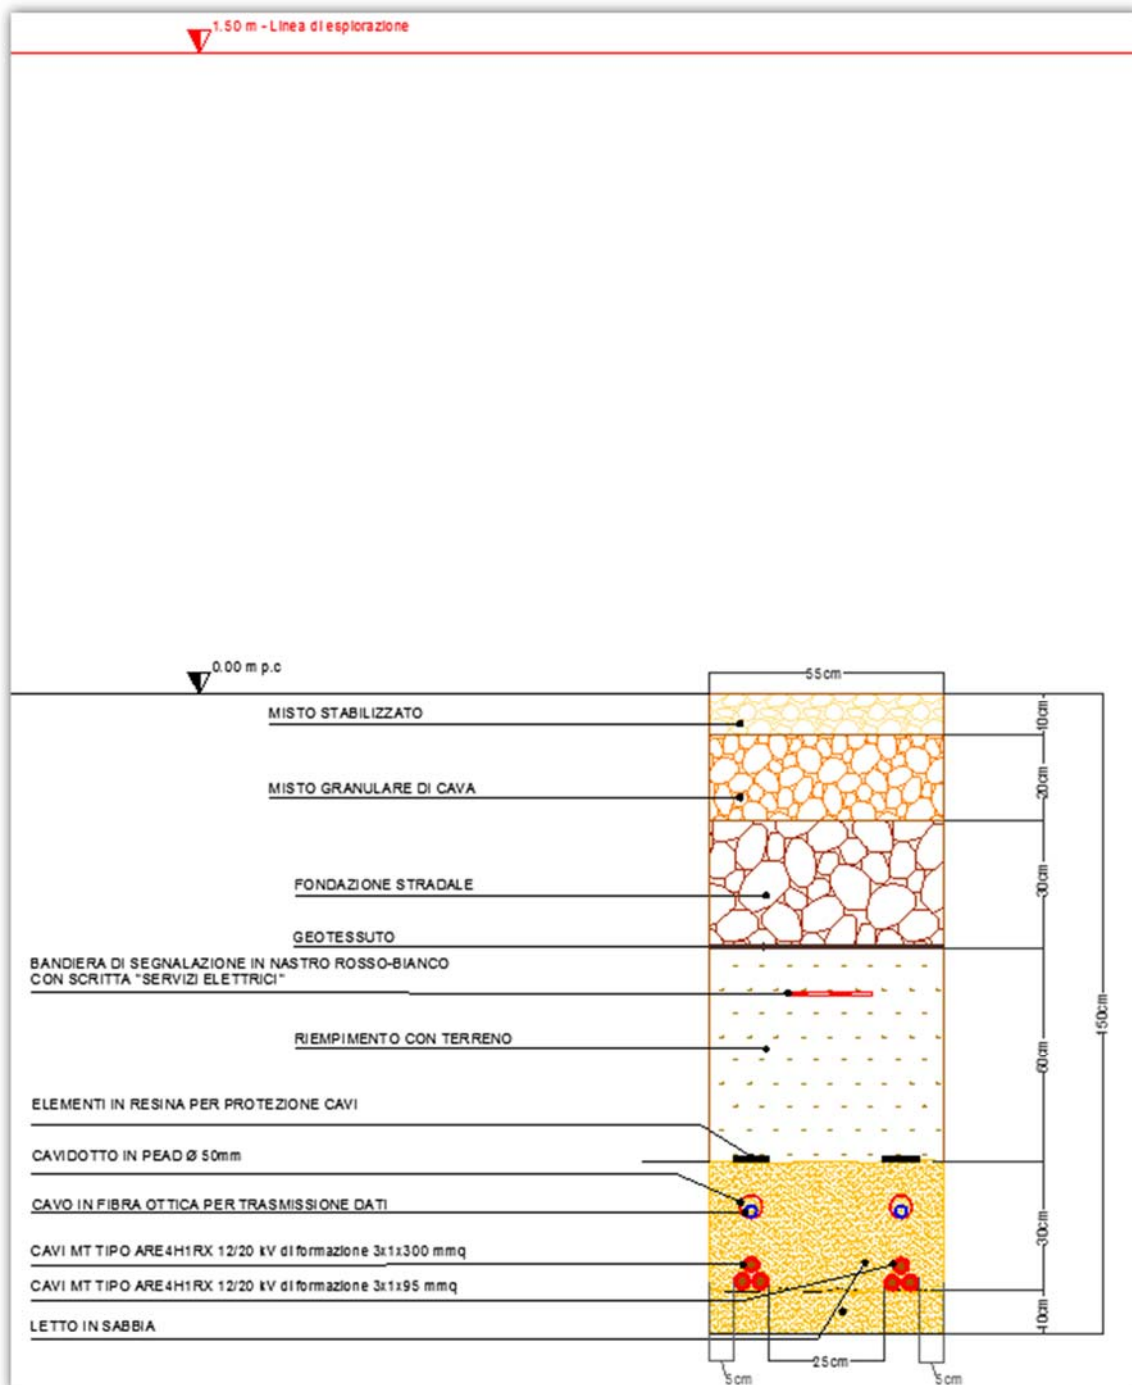 1.50 m - Linea di esplorazione
0.00 m p.c
55cm
MISTO STABILIZZATO
10cm
MISTO GRANULARE DI CAVA
20cm
FONDAZIONE STRADALE
30cm
GEOTESSUTO
BANDIERA DI SEGNALAZIONE IN NASTRO ROSSO-BIANCO
CON SCRITTA "SERVIZI ELETTRICI"
150cm
RIEMPIMENTO CON TERRENO
60cm
ELEMENTI IN RESINA PER PROTEZIONE CAVI
CAVIDOTTO IN PEAD Ø 50mm
CAVO IN FIBRA OTTICA PER TRASMISSIONE DATI
30cm
CAVI MT TIPO ARE4H1RX 12/20 kV di formazione 3x1x300 mmq
CAVI MT TIPO ARE4H1RX 12/20 kV di formazione 3x1x95 mmq
10cm
LETTO IN SABBIA
25cm
5cm
5cm